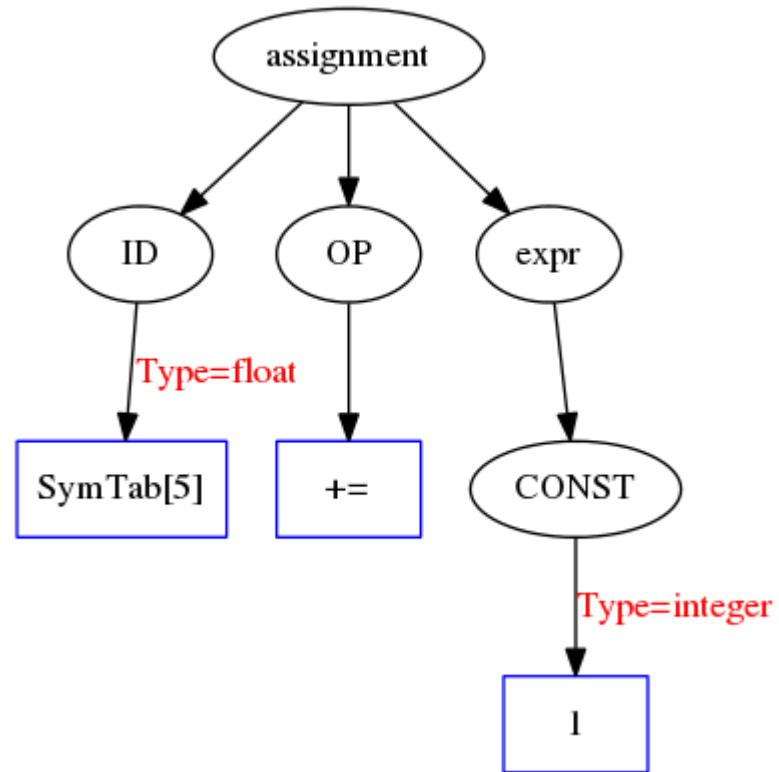 assignment
ID
OP
expr
Type=float
SymTab[5]
+=
CONST
Type=integer
1